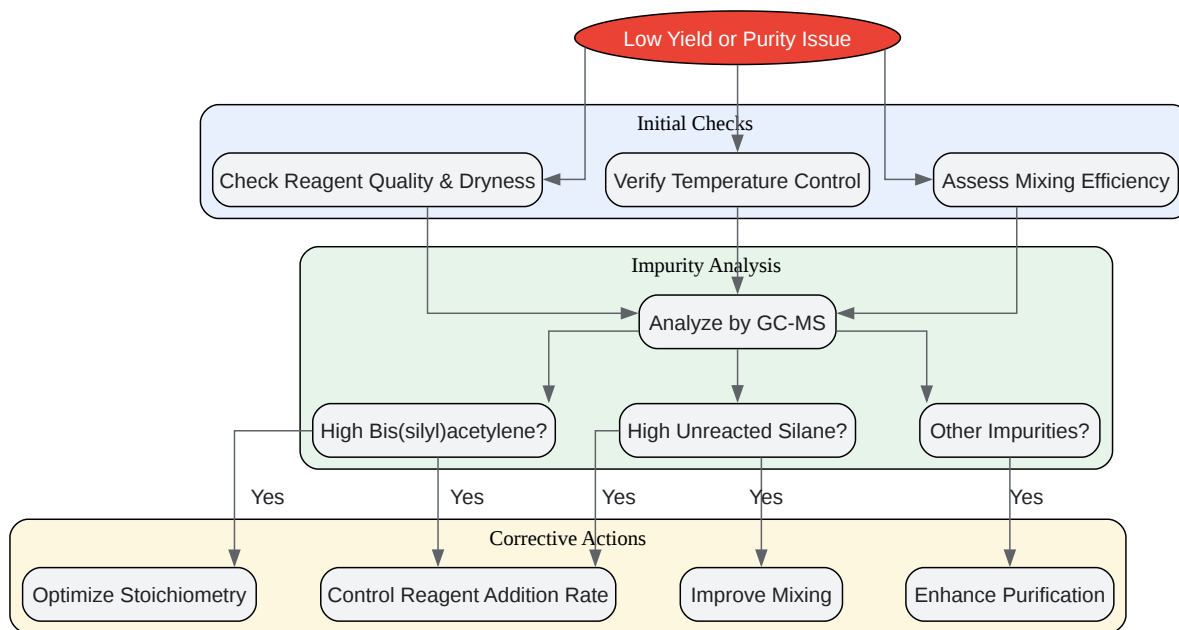 Low Yield or Purity Issue
Initial Checks
Check Reagent Quality & Dryness
Verify Temperature Control
Assess Mixing Efficiency
Impurity Analysis
Analyze by GC-MS
High Bis(silyl)acetylene?
High Unreacted Silane?
Other Impurities?
Yes
Yes
Yes
Yes
Yes
Corrective Actions
Optimize Stoichiometry
Control Reagent Addition Rate
Improve Mixing
Enhance Purification